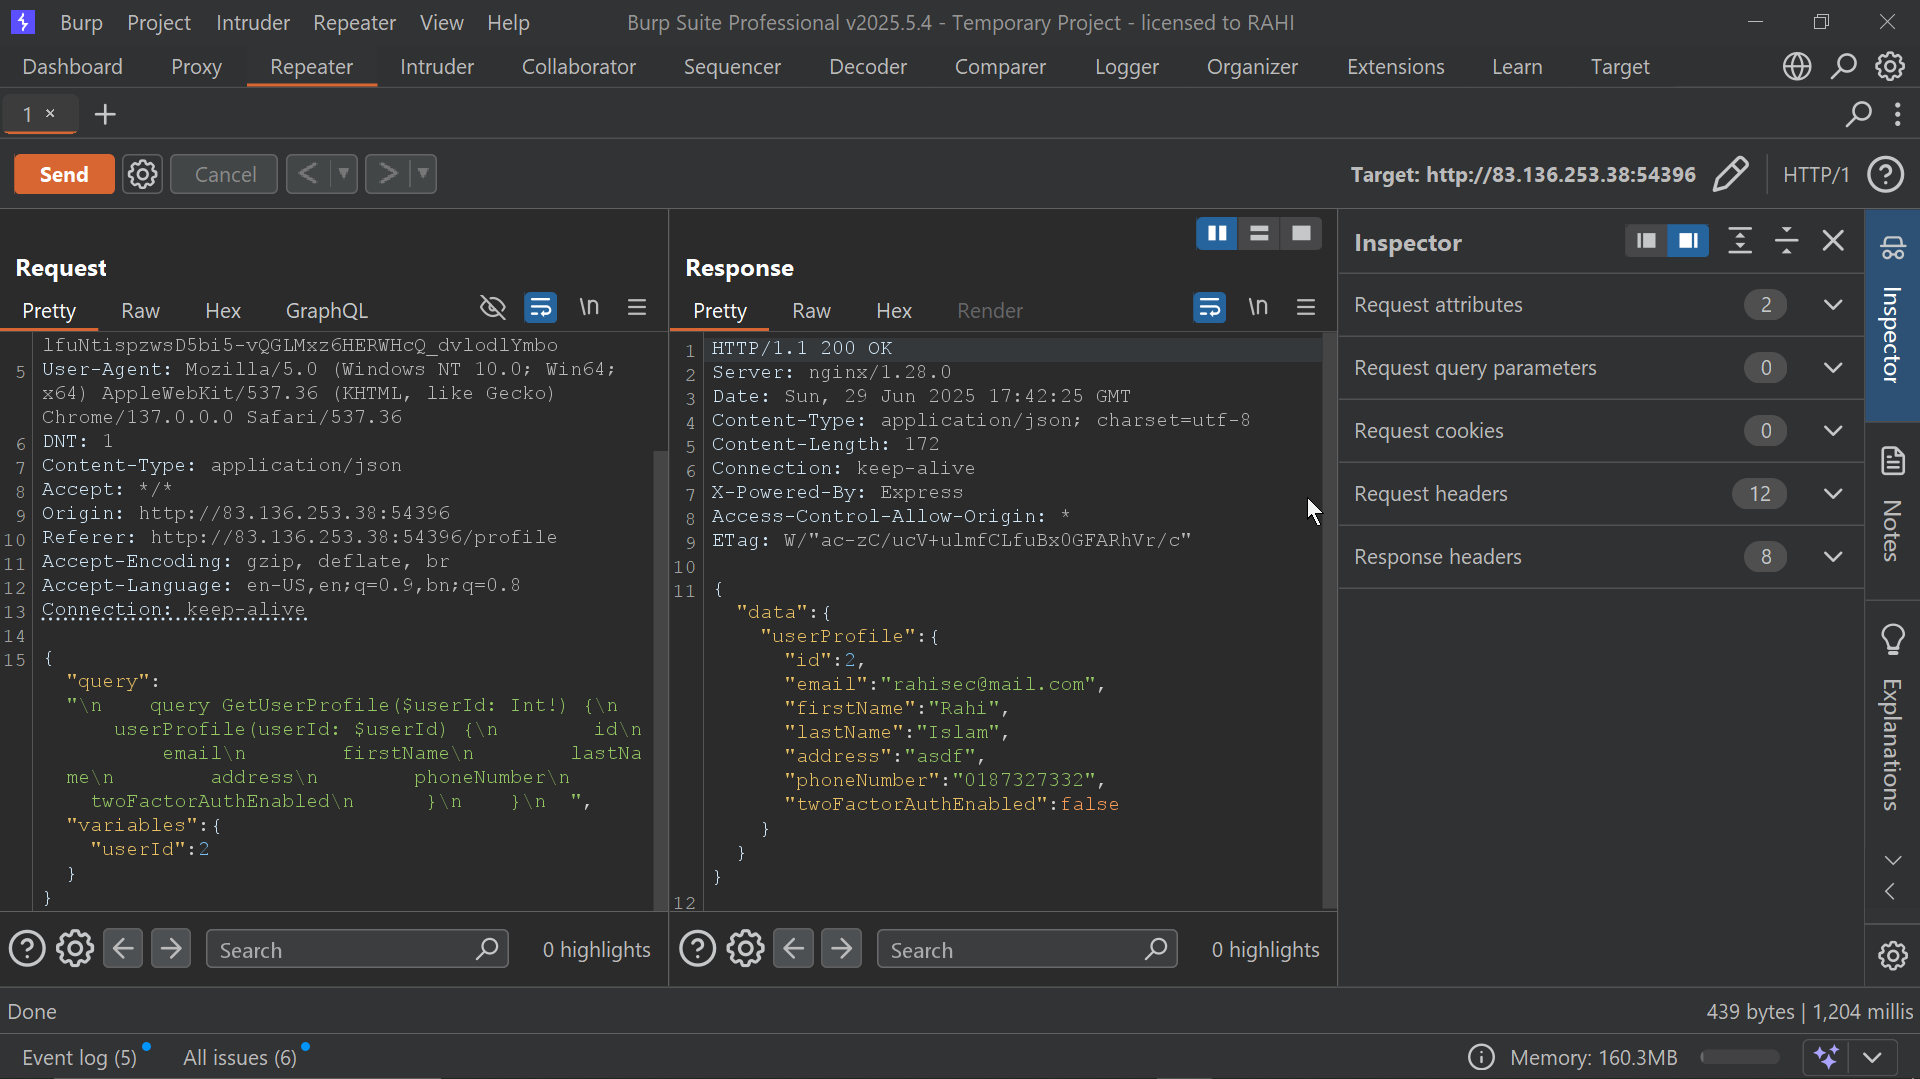 Burp Project Intruder Repeater View Help
Burp Suite Professional v2025.5.4 - Temporary Project - licensed to RAHI
Dashboard Proxy Repeater Intruder Collaborator Sequencer Decoder Comparer Logger Organizer Extensions Learn Target
1 ×
Send Cancel
Target: http://83.136.253.38:54396 HTTP/1
Request
Pretty Raw Hex GraphQL
\n
lfuNtispzwsD5bi5-vQGLMxz6HERWHcQ_dvlodlYmbo
5 User-Agent: Mozilla/5.0 (Windows NT 10.0; Win64;
x64) AppleWebKit/537.36 (KHTML, like Gecko)
Chrome/137.0.0.0 Safari/537.36
6 DNT: 1
7 Content-Type: application/json
8 Accept: */*
9 Origin: http://83.136.253.38:54396
10 Referer: http://83.136.253.38:54396/profile
11 Accept-Encoding: gzip, deflate, br
12 Accept-Language: en-US,en;q=0.9,bn;q=0.8
13 Connection: keep-alive
14
15 {
"query":
"\n    query GetUserProfile($userId: Int!) {\n
userProfile(userId: $userId) {\n        id\n
email\n        firstName\n        lastNa
me\n        address\n        phoneNumber\n
twoFactorAuthEnabled\n      }\n    }\n  ",
"variables":{
"userId":2
}
}
Search 0 highlights
Response
Pretty Raw Hex Render
\n
1 HTTP/1.1 200 OK
2 Server: nginx/1.28.0
3 Date: Sun, 29 Jun 2025 17:42:25 GMT
4 Content-Type: application/json; charset=utf-8
5 Content-Length: 172
6 Connection: keep-alive
7 X-Powered-By: Express
8 Access-Control-Allow-Origin: *
9 ETag: W/"ac-zC/ucV+ulmfCLfuBx0GFARhVr/c"
10
11 {
"data":{
"userProfile":{
"id":2,
"email":"rahisec@mail.com",
"firstName":"Rahi",
"lastName":"Islam",
"address":"asdf",
"phoneNumber":"0187327332",
"twoFactorAuthEnabled":false
}
}
}
12
Search 0 highlights
Inspector
Request attributes 2
Request query parameters 0
Request cookies 0
Request headers 12
Response headers 8
Inspector
Notes
Explanations
Done
439 bytes | 1,204 millis
Event log (5) All issues (6)
Memory: 160.3MB